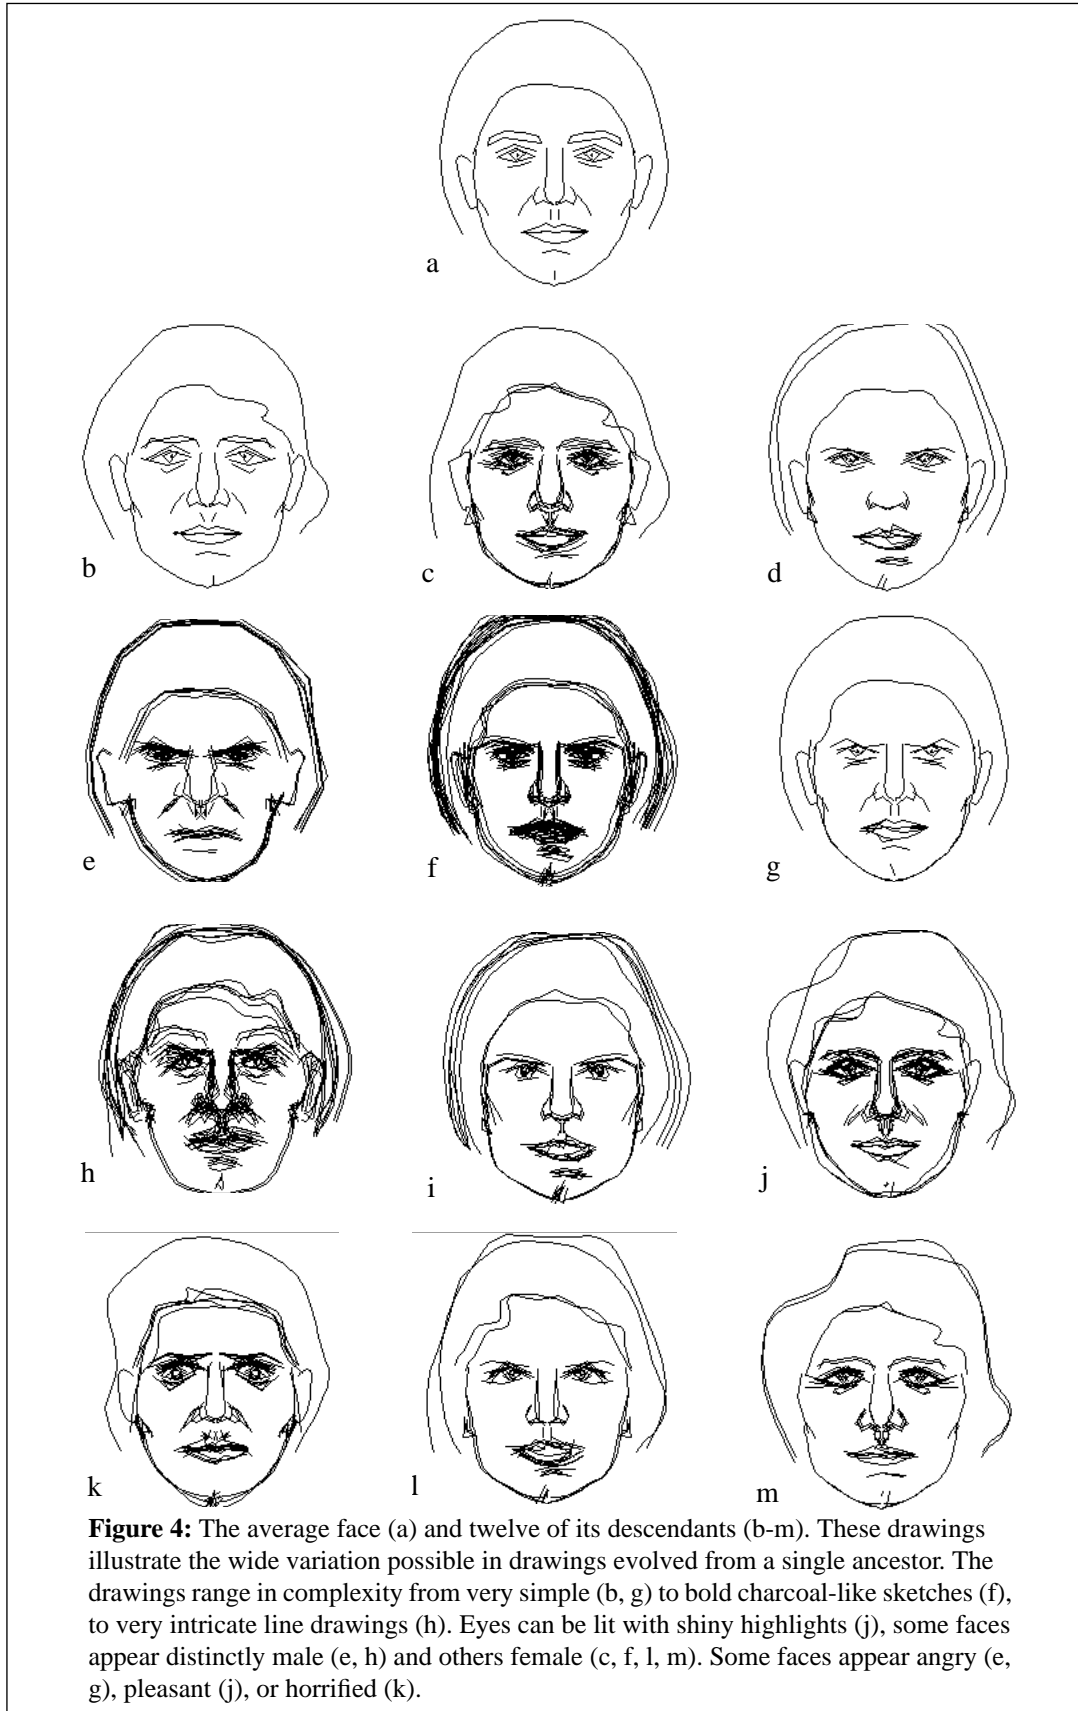 a
b
c
d
e
f
g
h
i
j
k
l
m
Figure 4: The average face (a) and twelve of its descendants (b-m). These drawings
illustrate the wide variation possible in drawings evolved from a single ancestor. The
drawings range in complexity from very simple (b, g) to bold charcoal-like sketches (f),
to very intricate line drawings (h). Eyes can be lit with shiny highlights (j), some faces
appear distinctly male (e, h) and others female (c, f, l, m). Some faces appear angry (e,
g), pleasant (j), or horrified (k).